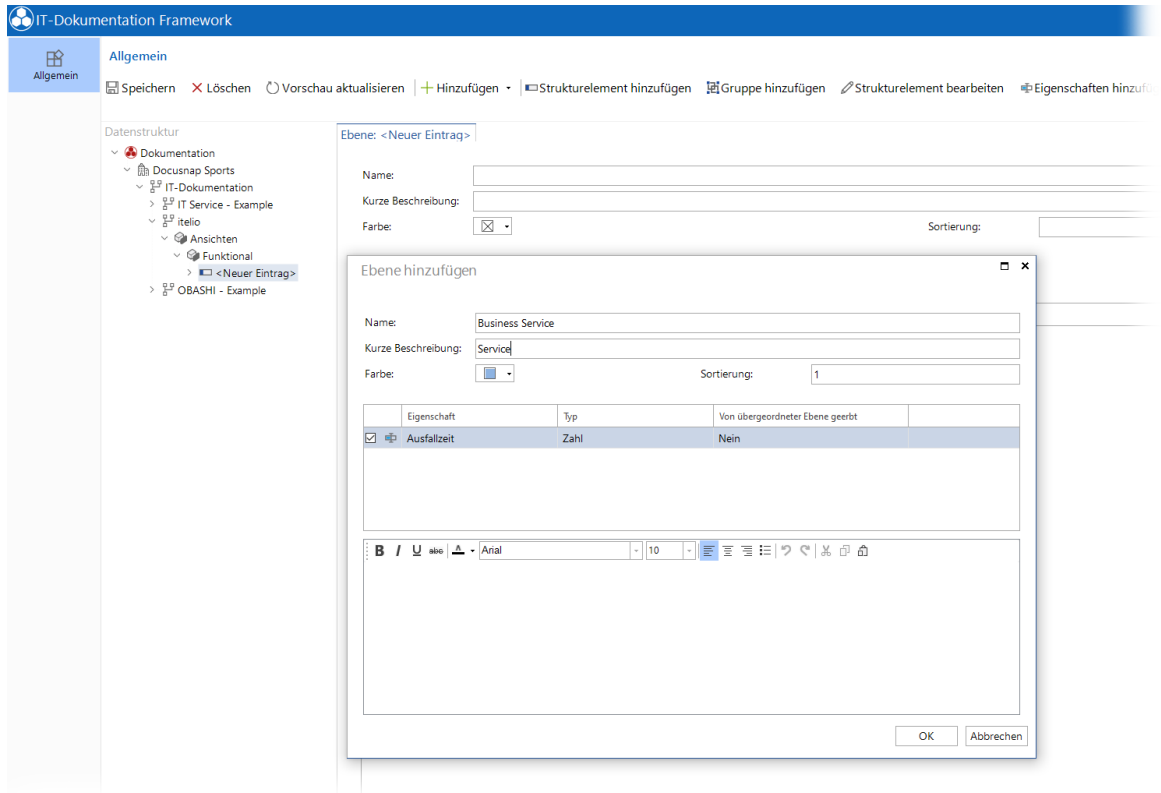 IT-Dokumentation Framework
Allgemein
Allgemein
Speichern Löschen Vorschau aktualisieren Hinzufügen Strukturelement hinzufügen Gruppe hinzufügen Strukturelement bearbeiten Eigenschaften hinzufüg
Datenstruktur
Dokumentation
Docusnap Sports
IT-Dokumentation
IT Service - Example
itelio
Ansichten
Funktional
<Neuer Eintrag>
OBASHI - Example
Ebene: <Neuer Eintrag>
Name:
Kurze Beschreibung:
Farbe: Sortierung:
Ebene hinzufügen
Name: Business Service
Kurze Beschreibung: Service
Farbe: Sortierung: 1
Eigenschaft Typ Von übergeordneter Ebene geerbt
Ausfallzeit Zahl Nein
B I U abc A Arial 10
OK Abbrechen